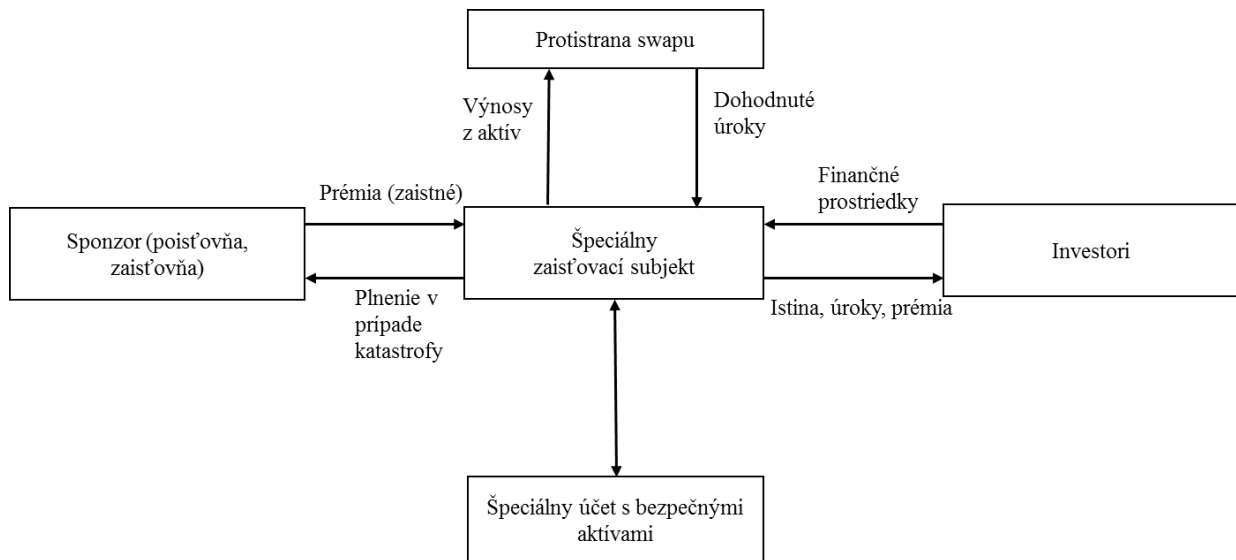 Protistrana swapu
Výnosy
z aktív
Dohodnuté
úroky
Prémia (zaistné)
Finančné
prostriedky
Sponzor (poisťovňa,
zaisťovňa)
Špeciálny
zaisťovací subjekt
Investori
Plnenie v
prípade
katastrofy
Istina, úroky, prémia
Špeciálny účet s bezpečnými
aktívami